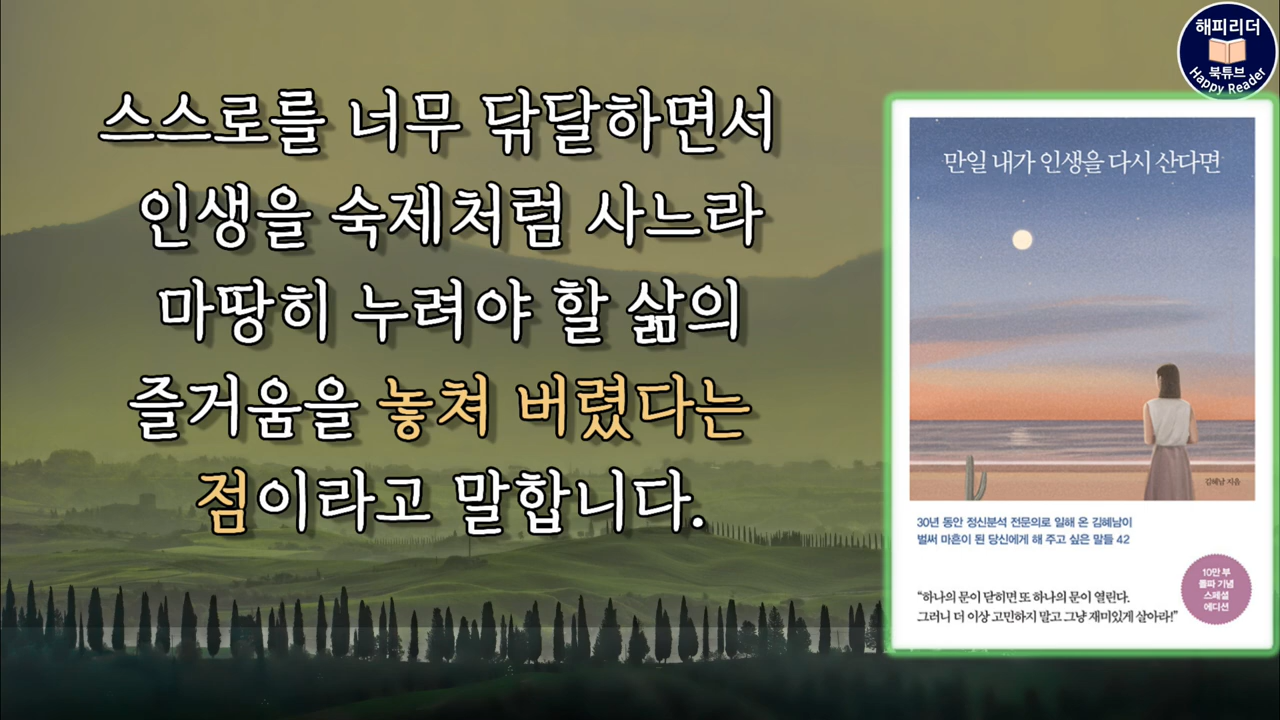 스스로를 너무 닦달하면서
인생을 숙제처럼 사느라
마땅히 누려야 할 삶의
즐거움을 놓쳐 버렸다는
점이라고 말합니다.
해피리더
북튜브
Happy Reader
만일 내가 인생을 다시 산다면
김혜남 지음
30년 동안 정신분석 전문의로 일해 온 김혜남이
벌써 마흔이 된 당신에게 해 주고 싶은 말들 42
10만 부
돌파 기념
스페셜
에디션
“하나의 문이 닫히면 또 하나의 문이 열린다.
그러니 더 이상 고민하지 말고 그냥 재미있게 살아라!”